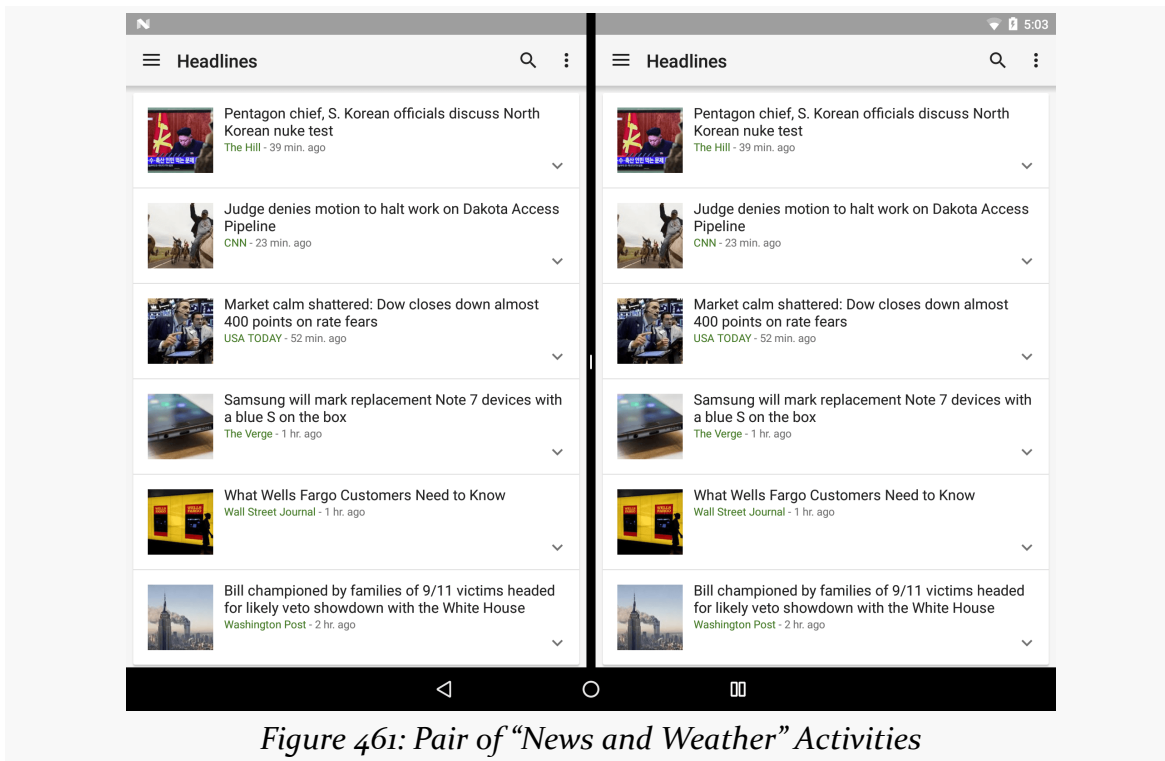 5:03
Headlines
Pentagon chief, S. Korean officials discuss North
Korean nuke test
The Hill - 39 min. ago
Judge denies motion to halt work on Dakota Access
Pipeline
CNN - 23 min. ago
Market calm shattered: Dow closes down almost
400 points on rate fears
USA TODAY - 52 min. ago
Samsung will mark replacement Note 7 devices with
a blue S on the box
The Verge - 1 hr. ago
What Wells Fargo Customers Need to Know
Wall Street Journal - 1 hr. ago
Bill championed by families of 9/11 victims headed
for likely veto showdown with the White House
Washington Post - 2 hr. ago
Headlines
Pentagon chief, S. Korean officials discuss North
Korean nuke test
The Hill - 39 min. ago
Judge denies motion to halt work on Dakota Access
Pipeline
CNN - 23 min. ago
Market calm shattered: Dow closes down almost
400 points on rate fears
USA TODAY - 52 min. ago
Samsung will mark replacement Note 7 devices with
a blue S on the box
The Verge - 1 hr. ago
What Wells Fargo Customers Need to Know
Wall Street Journal - 1 hr. ago
Bill championed by families of 9/11 victims headed
for likely veto showdown with the White House
Washington Post - 2 hr. ago
Figure 461: Pair of “News and Weather” Activities